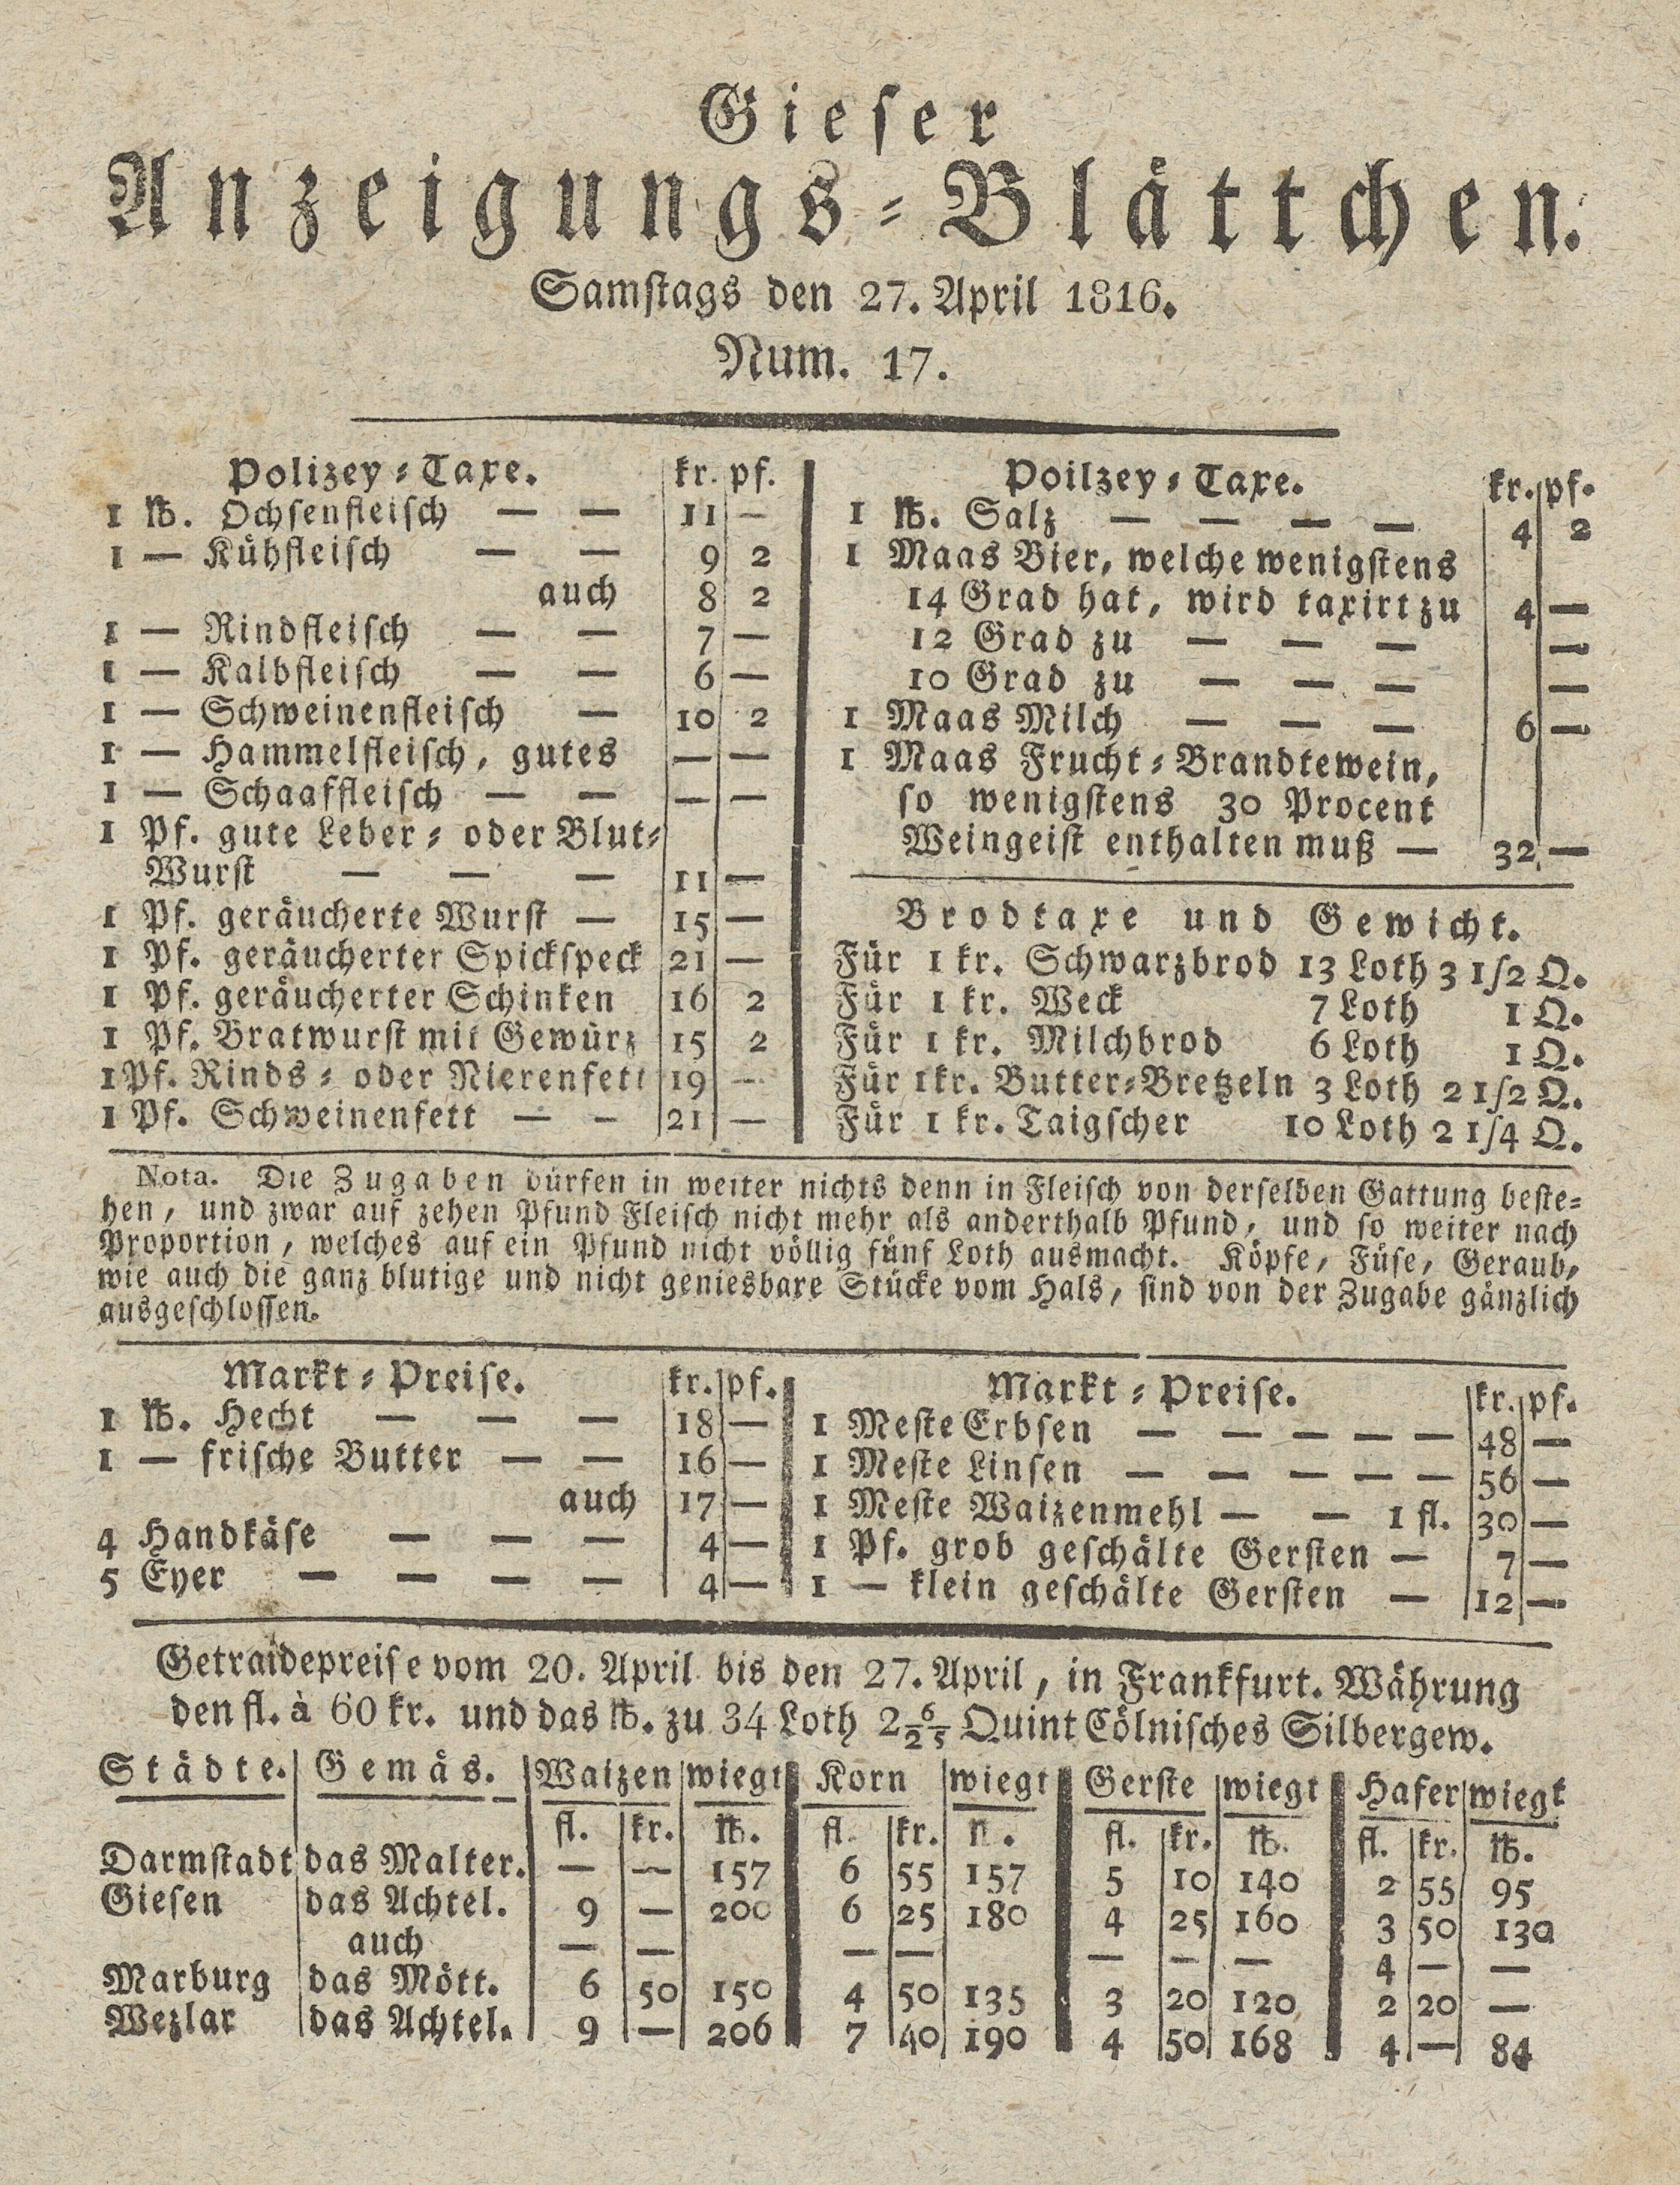 Gieser
Anzeigungs-Blättchen.
Samstags den 27. April 1816.
Num. 17.
Polizey-Taxe. kr. pf.
1 ℔. Ochsenfleisch — — 11 —
1 — Kühfleisch — — 9 2
auch 8 2
1 — Rindfleisch — — 7 —
1 — Kalbfleisch — — 6 —
1 — Schweinenfleisch — 10 2
1 — Hammelfleisch, gutes — —
1 — Schaaffleisch — — — —
1 Pf. gute Leber- oder Blut-
Wurst — — — 11 —
1 Pf. geräucherte Wurst — 15 —
1 Pf. geräucherter Spickspeck 21 —
1 Pf. geräucherter Schinken 16 2
1 Pf. Bratwurst mit Gewürz 15 2
1 Pf. Rinds- oder Nierenfett 19 —
1 Pf. Schweinenfett — — 21 —
Poilzey-Taxe. kr. pf.
1 ℔. Salz — — — — 4 2
1 Maas Bier, welche wenigstens
14 Grad hat, wird taxirt zu 4 —
12 Grad zu — — — —
10 Grad zu — — — —
1 Maas Milch — — — 6 —
1 Maas Frucht-Brandtewein,
so wenigstens 30 Procent
Weingeist enthalten muß — 32 —
Brodtaxe und Gewicht.
Für 1 kr. Schwarzbrod 13 Loth 3 1/2 Q.
Für 1 kr. Weck 7 Loth 1 Q.
Für 1 kr. Milchbrod 6 Loth 1 Q.
Für 1 kr. Butter-Bretzeln 3 Loth 2 1/2 Q.
Für 1 kr. Taigscher 10 Loth 2 1/4 Q.
Nota. Die Zugaben dürfen in weiter nichts denn in Fleisch von derselben Gattung beste-
hen, und zwar auf zehen Pfund Fleisch nicht mehr als anderthalb Pfund, und so weiter nach
Proportion, welches auf ein Pfund nicht völlig fünf Loth ausmacht. Köpfe, Füse, Geraub,
wie auch die ganz blutige und nicht geniesbare Stücke vom Hals, sind von der Zugabe gänzlich
ausgeschlossen.
Markt-Preise. kr. pf.
1 ℔. Hecht — — — 18 —
1 — frische Butter — — 16 —
auch 17 —
4 Handkäse — — — 4 —
5 Eyer — — — — 4 —
Markt-Preise. kr. pf.
1 Meste Erbsen — — — — — 48 —
1 Meste Linsen — — — — — 56 —
1 Meste Waizenmehl — — 1 fl. 30 —
1 Pf. grob geschälte Gersten — 7 —
1 — klein geschälte Gersten — 12 —
Getraidepreise vom 20. April bis den 27. April, in Frankfurt. Währung
den fl. à 60 kr. und das ℔. zu 34 Loth 2 6/25 Quint Cölnisches Silbergew.
Städte. Gemäs. Waizen wiegt Korn wiegt Gerste wiegt Hafer wiegt
fl. kr. ℔. fl. kr. ℔. fl. kr. ℔. fl. kr. ℔.
Darmstadt das Malter. — — 157 6 55 157 5 10 140 2 55 95
Giesen das Achtel. 9 — 200 6 25 180 4 25 160 3 50 130
auch — — — — — — — 4 — —
Marburg das Mött. 6 50 150 4 50 135 3 20 120 2 20 —
Wezlar das Achtel. 9 — 206 7 40 190 4 50 168 4 — 84